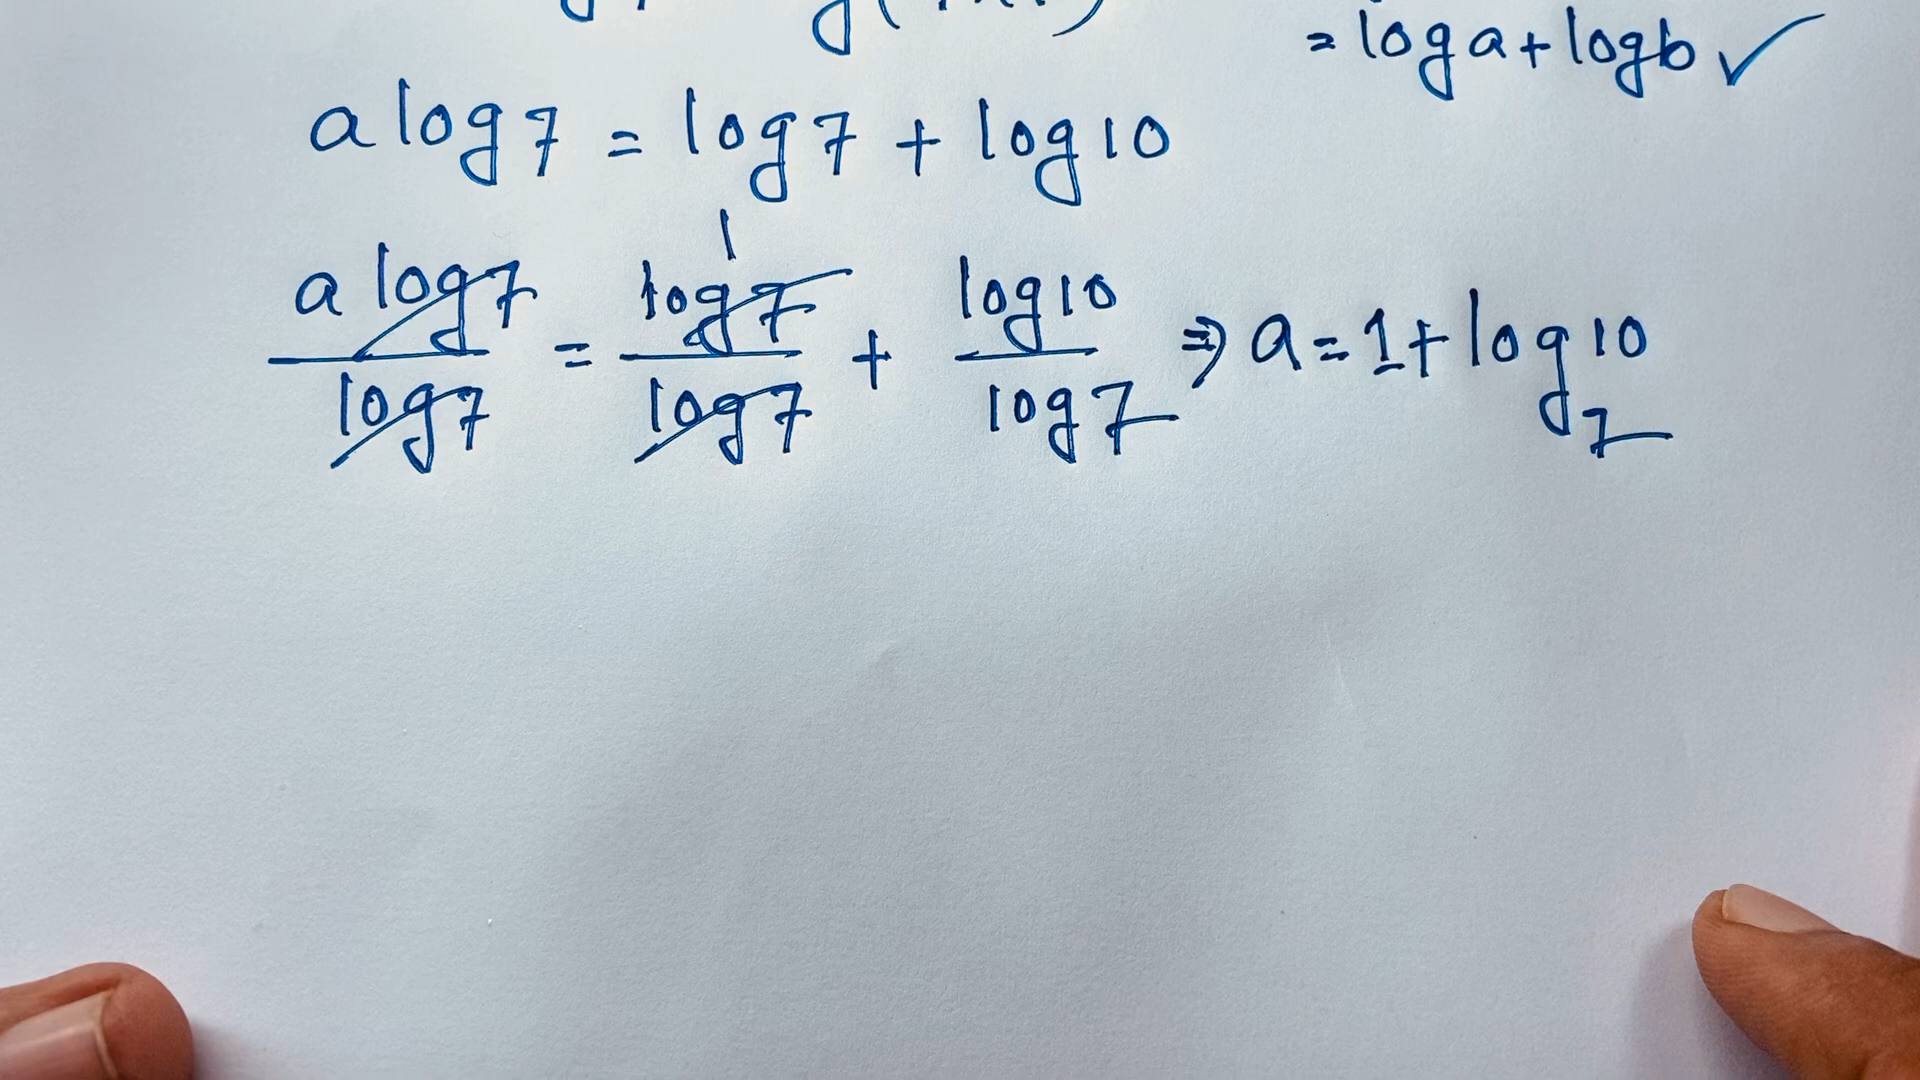 = log a + log b ✓
a log 7 = log 7 + log 10
a log 7 / log 7 = log 7 / log 7 + log 10 / log 7 ⇒ a = 1 + log₇ 10
1